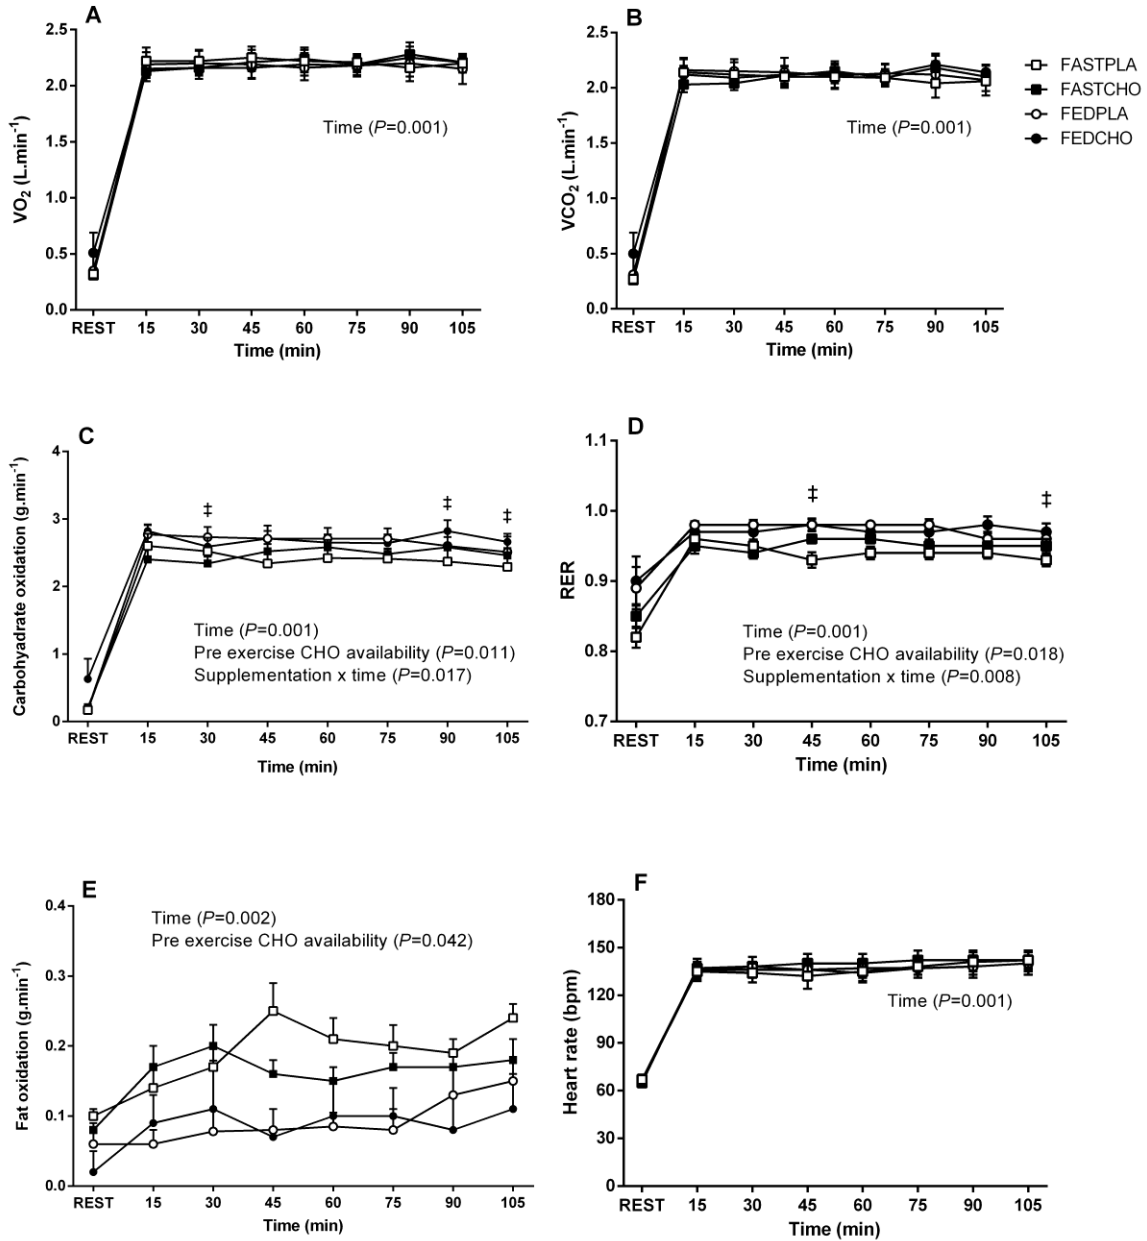 A
VO2 (L.min-1)
2.5
2.0
1.5
1.0
0.5
0.0
Time (P=0.001)
REST 15 30 45 60 75 90 105
Time (min)
B
VCO2 (L.min-1)
2.5
2.0
1.5
1.0
0.5
0.0
Time (P=0.001)
REST 15 30 45 60 75 90 105
Time (min)
FASTPLA
FASTCHO
FEDPLA
FEDCHO
C
Carbohyadrate oxidation (g.min-1)
4
3
2
1
0
‡ ‡ ‡
Time (P=0.001)
Pre exercise CHO availability (P=0.011)
Supplementation x time (P=0.017)
REST 15 30 45 60 75 90 105
Time (min)
D
RER
1.1
1.0
0.9
0.8
0.7
‡ ‡
Time (P=0.001)
Pre exercise CHO availability (P=0.018)
Supplementation x time (P=0.008)
REST 15 30 45 60 75 90 105
Time (min)
E
Fat oxidation (g.min-1)
0.4
0.3
0.2
0.1
0.0
Time (P=0.002)
Pre exercise CHO availability (P=0.042)
REST 15 30 45 60 75 90 105
Time (min)
F
Heart rate (bpm)
180
150
120
90
60
30
0
Time (P=0.001)
REST 15 30 45 60 75 90 105
Time (min)